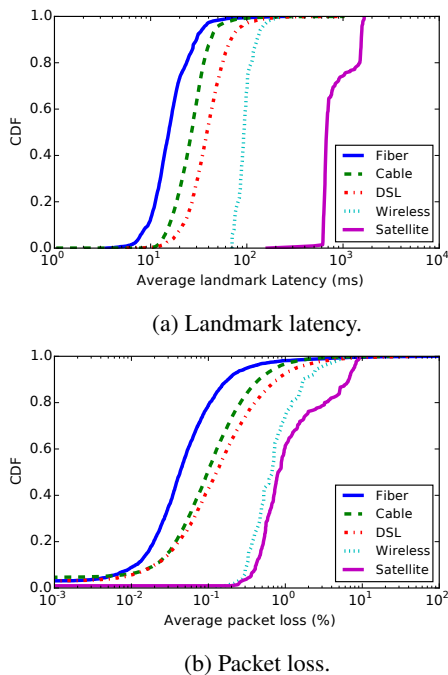 1.0
0.8
0.6
0.4
0.2
0.0
CDF
Fiber
Cable
DSL
Wireless
Satellite
10^0 10^1 10^2 10^3 10^4
Average landmark Latency (ms)
(a) Landmark latency.
1.0
0.8
0.6
0.4
0.2
0.0
CDF
Fiber
Cable
DSL
Wireless
Satellite
10^-3 10^-2 10^-1 10^0 10^1 10^2
Average packet loss (%)
(b) Packet loss.